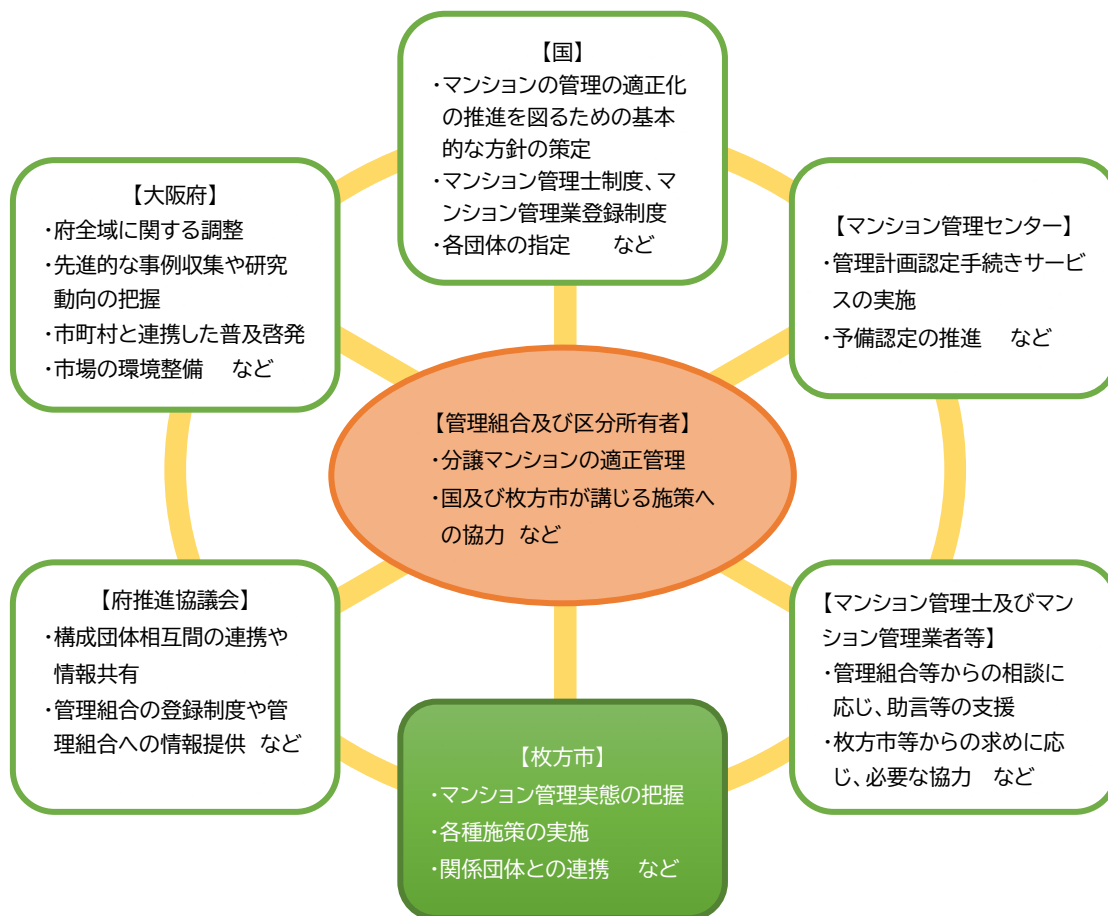 【国】
・マンションの管理の適正化
の推進を図るための基本
的な方針の策定
・マンション管理士制度、マ
ンション管理業登録制度
・各団体の指定　など
【大阪府】
・府全域に関する調整
・先進的な事例収集や研究
動向の把握
・市町村と連携した普及啓発
・市場の環境整備　など
【マンション管理センター】
・管理計画認定手続きサービ
スの実施
・予備認定の推進　など
【管理組合及び区分所有者】
・分譲マンションの適正管理
・国及び枚方市が講じる施策へ
の協力　など
【府推進協議会】
・構成団体相互間の連携や
情報共有
・管理組合の登録制度や管
理組合への情報提供　など
【マンション管理士及びマン
ション管理業者等】
・管理組合等からの相談に
応じ、助言等の支援
・枚方市等からの求めに応
じ、必要な協力　など
【枚方市】
・マンション管理実態の把握
・各種施策の実施
・関係団体との連携　など